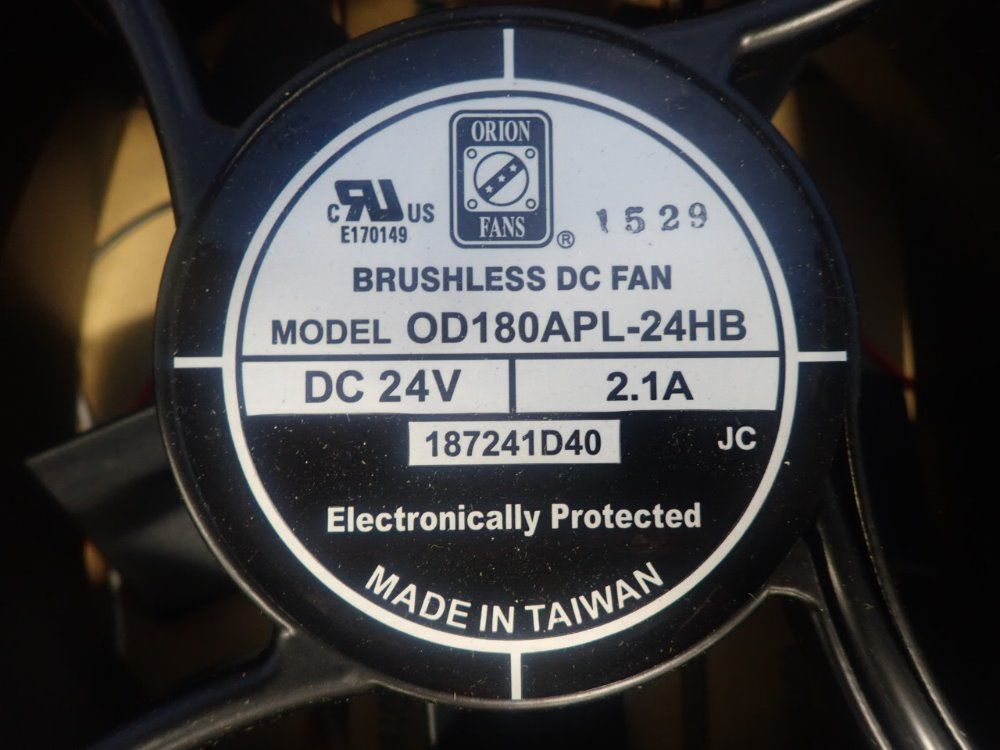 ORION
FANS
®
1529
C RU US
E170149
BRUSHLESS DC FAN
MODEL OD180APL-24HB
DC 24V 2.1A
187241D40
JC
Electronically Protected
MADE IN TAIWAN